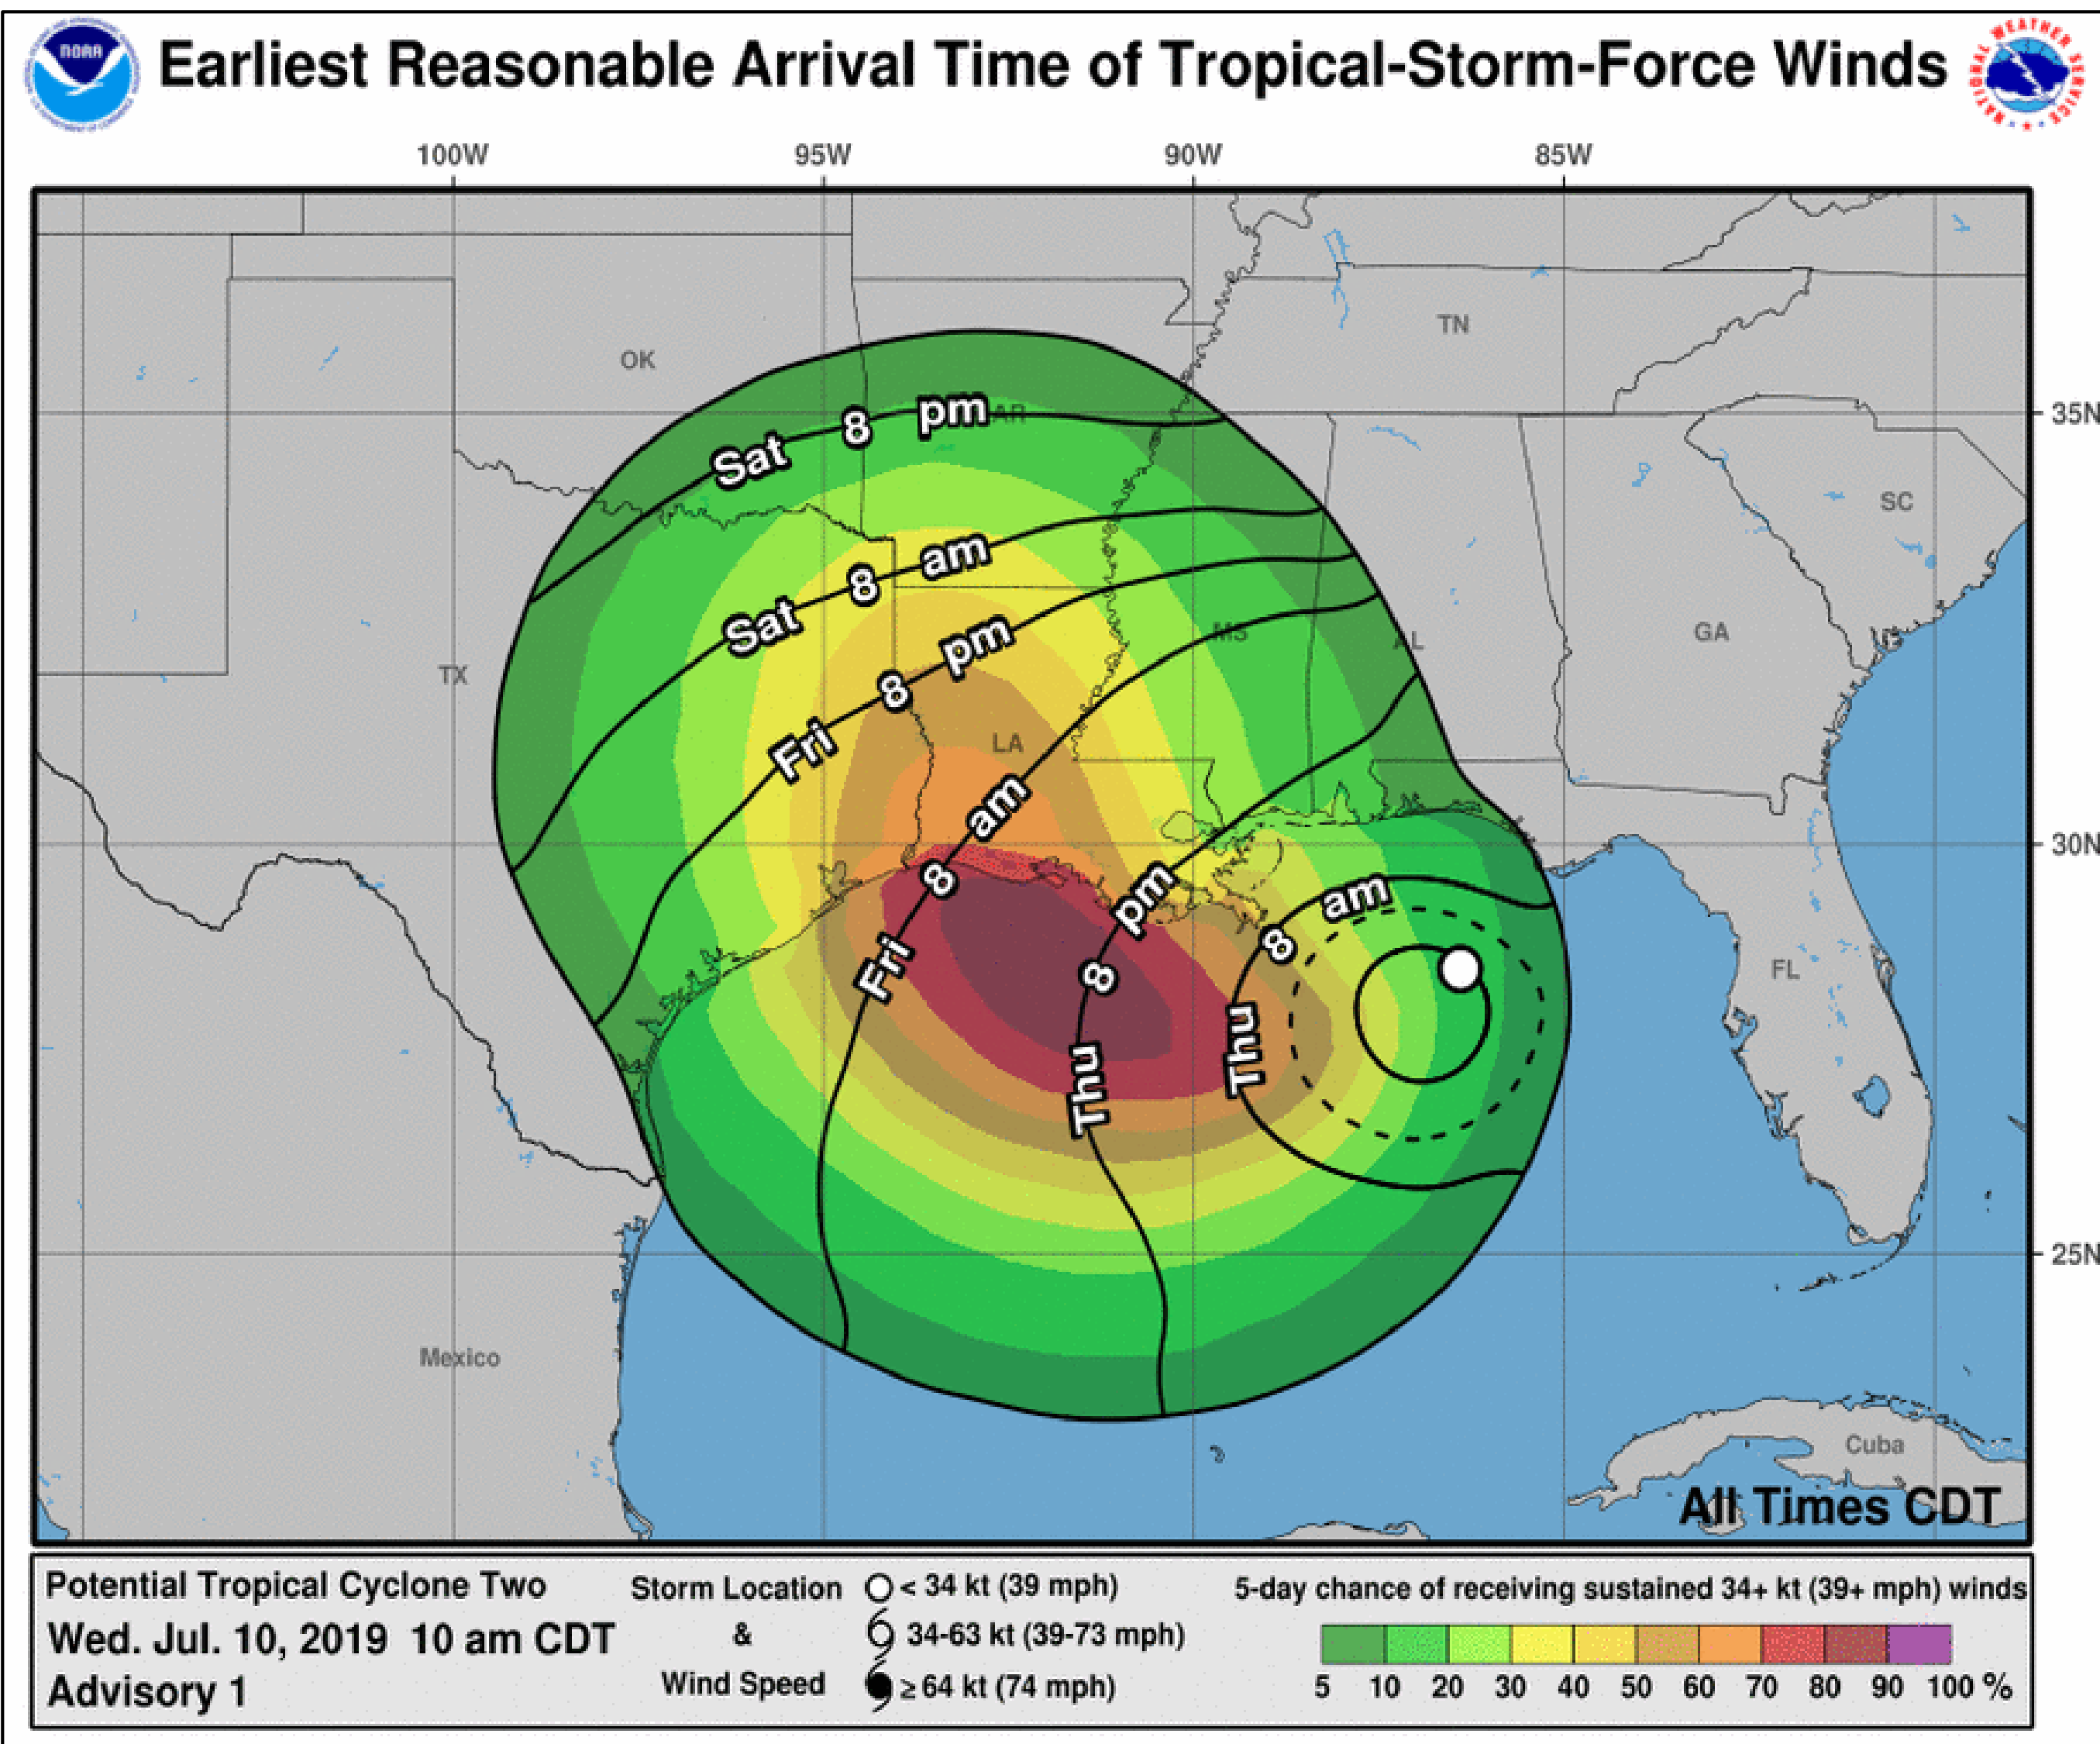 NOAA
Earliest Reasonable Arrival Time of Tropical-Storm-Force Winds
NATIONAL WEATHER SERVICE
100W 95W 90W 85W
TN
OK
35N
Sat 8 pm AR
SC
Sat 8 am
MS AL GA
TX
Fri 8 pm
LA
Fri 8 am
30N
Thu 8 pm
Thu 8 am
FL
25N
Mexico
Cuba
All Times CDT
Potential Tropical Cyclone Two
Wed. Jul. 10, 2019 10 am CDT
Advisory 1
Storm Location
&
Wind Speed
< 34 kt (39 mph)
34-63 kt (39-73 mph)
≥ 64 kt (74 mph)
5-day chance of receiving sustained 34+ kt (39+ mph) winds
5 10 20 30 40 50 60 70 80 90 100 %